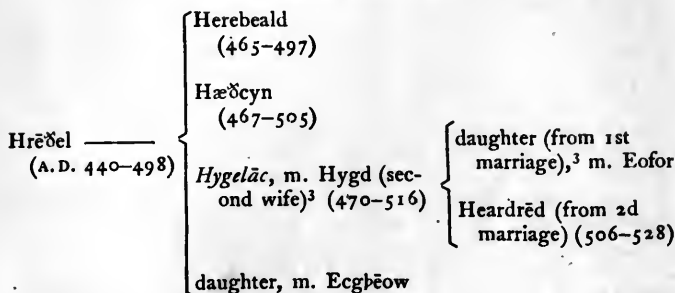 Herebeald
(465–497)
Hæðcyn
(467–505)
Hrēðel
(A.D. 440–498)
Hygelāc, m. Hygd (sec-
ond wife)³ (470–516)
daughter (from 1st
marriage),³ m. Eofor
Heardrēd (from 2d
marriage) (506–528)
daughter, m. Ecgþēow